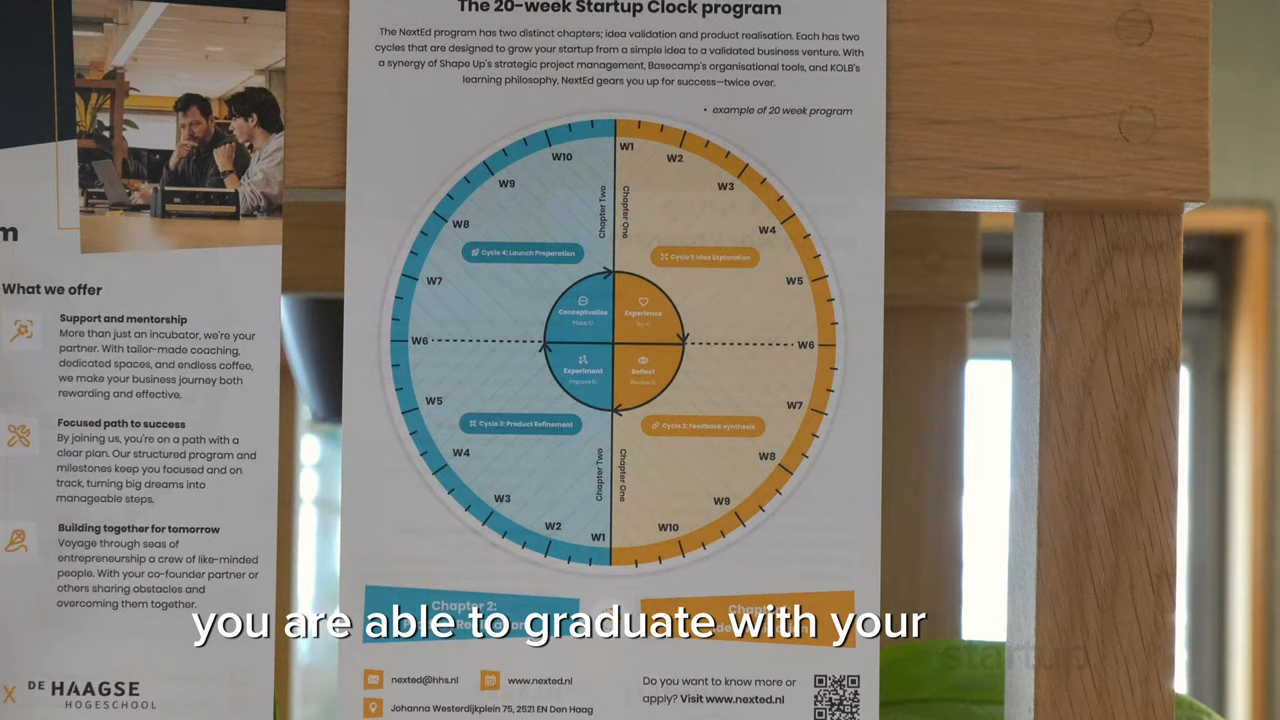 m
What we offer
Support and mentorship
More than just an incubator, we're your
partner. With tailor-made coaching,
dedicated spaces, and endless coffee,
we make your business journey both
rewarding and effective.
Focused path to success
By joining us, you're on a path with a
clear plan. Our structured program and
milestones keep you focused and on
track, turning big dreams into
manageable steps.
Building together for tomorrow
Voyage through seas of
entrepreneurship a crew of like-minded
people. With your co-founder partner or
others sharing obstacles and
overcoming them together.
DE HAAGSE
HOGESCHOOL
The 20-week Startup Clock program
The NextEd program has two distinct chapters; idea validation and product realisation. Each has two
cycles that are designed to grow your startup from a simple idea to a validated business venture. With
a synergy of Shape Up's strategic project management, Basecamp's organisational tools, and KOLB's
learning philosophy, NextEd gears you up for success—twice over.
• example of 20 week program
W1
W2
W3
W4
W5
W6
W7
W8
W9
W10
Chapter One
Cycle 1: Idea Exploration
Cycle 2: Feedback synthesis
Chapter One
W1
W2
W3
W4
W5
W6
W7
W8
W9
W10
Chapter Two
Cycle 3: Product Refinement
Cycle 4: Launch Preparation
Chapter Two
Conceptualise
Make it!
Experience
Try it!
Experiment
Improve it!
Reflect
Review it!
Chapter 2:
you are able to graduate with your
startup
nexted@hhs.nl
www.nexted.nl
Johanna Westerdijkplein 75, 2521 EN Den Haag
Do you want to know more or
apply? Visit www.nexted.nl